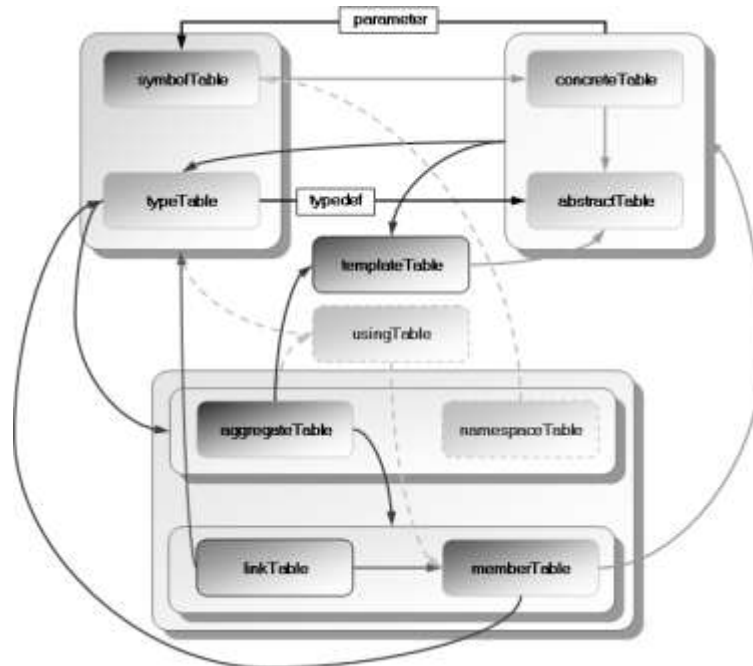 parameter
symbolTable
concreteTable
typeTable
typedef
abstractTable
templateTable
usingTable
aggregateTable
namespaceTable
linkTable
memberTable